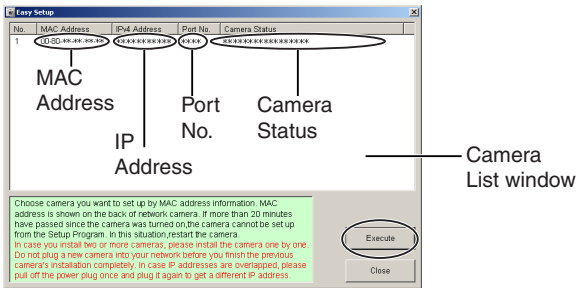 Easy Setup
No. MAC Address IPv4 Address Port No. Camera Status
1 00-80-**-**-**-** *********** **** *****************
MAC Address
IP Address
Port No.
Camera Status
Camera List window
Choose camera you want to set up by MAC address information. MAC
address is shown on the back of network camera. If more than 20 minutes
have passed since the camera was turned on,the camera cannot be set up
from the Setup Program. In this situation,restart the camera.
In case you install two or more cameras, please install the camera one by one.
Do not plug a new camera into your network before you finish the previous
camera's installation completely. In case IP addresses are overlapped, please
pull off the power plug once and plug it again to get a different IP address.
Execute
Close